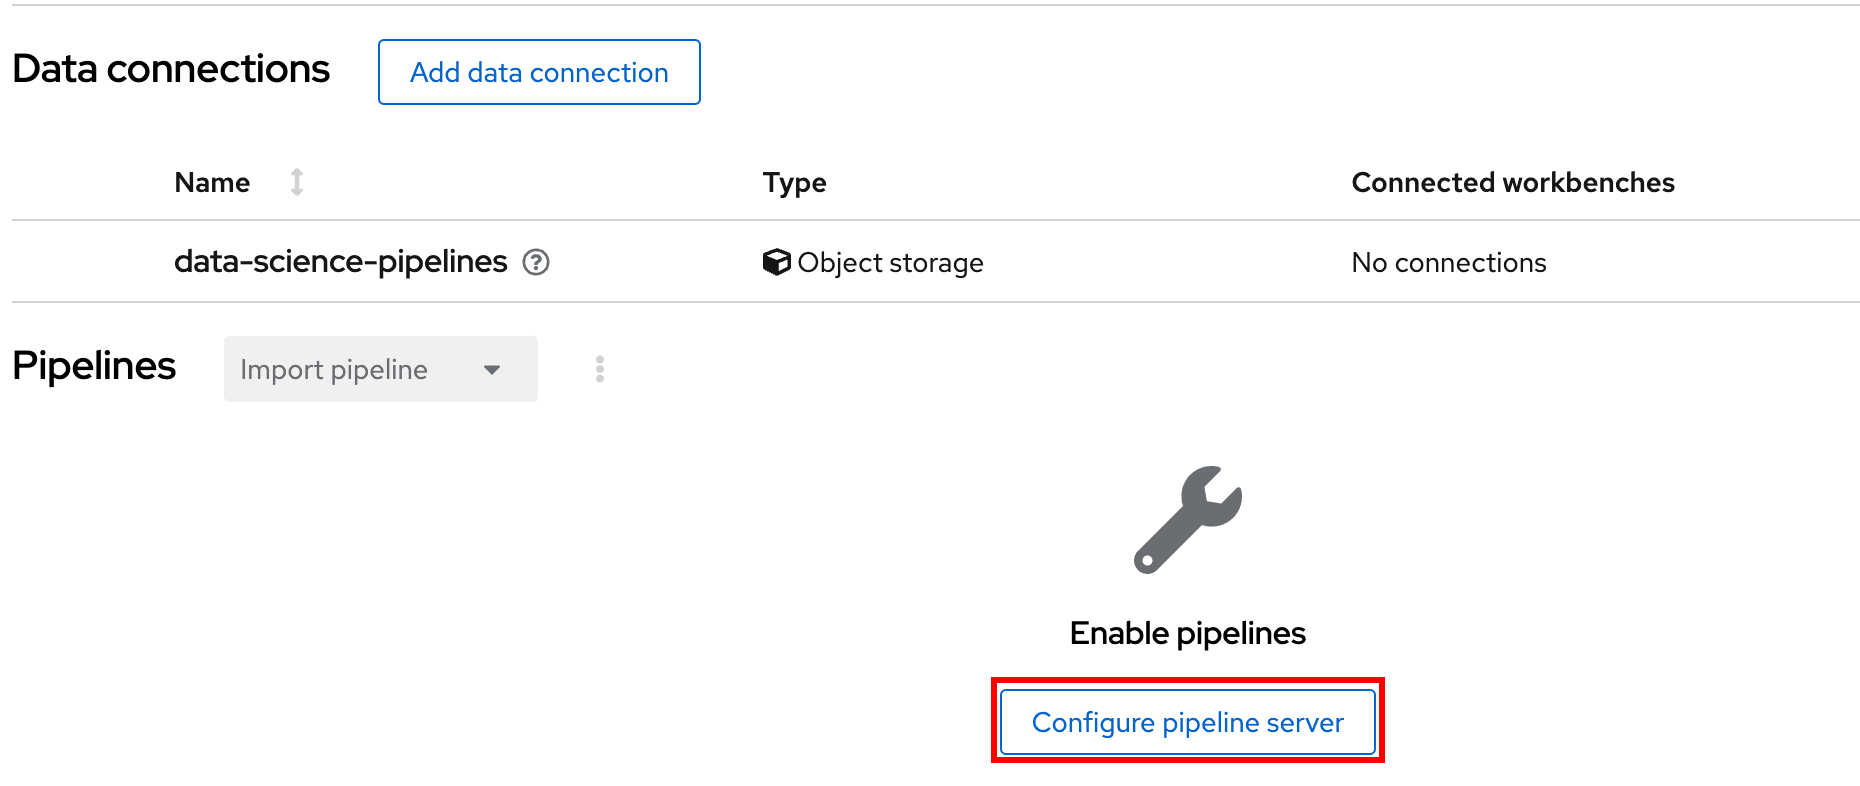 Data connections Add data connection
Name Type Connected workbenches
data-science-pipelines Object storage No connections
Pipelines Import pipeline
Enable pipelines
Configure pipeline server